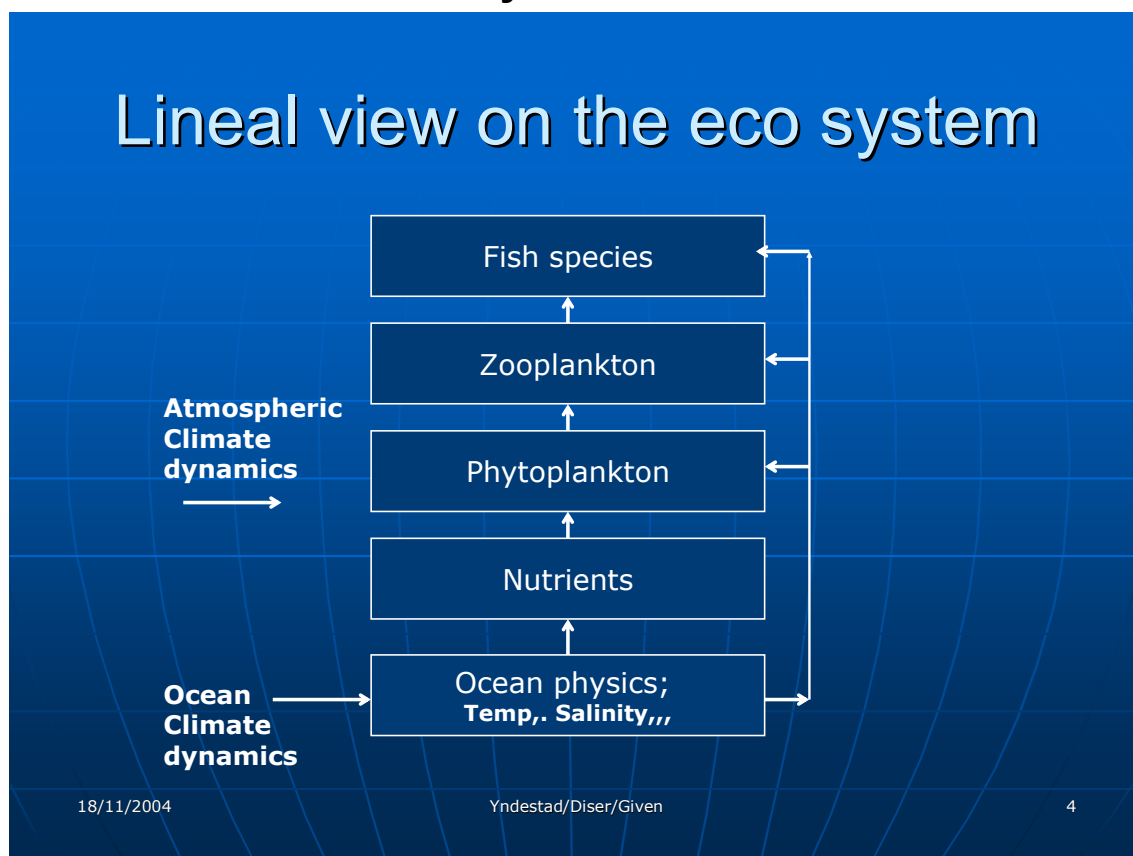 Lineal view on the eco system
Fish species
Zooplankton
Atmospheric
Climate
dynamics
Phytoplankton
Nutrients
Ocean physics;
Temp,. Salinity,,,
Ocean
Climate
dynamics
18/11/2004
Yndestad/Diser/Given
4